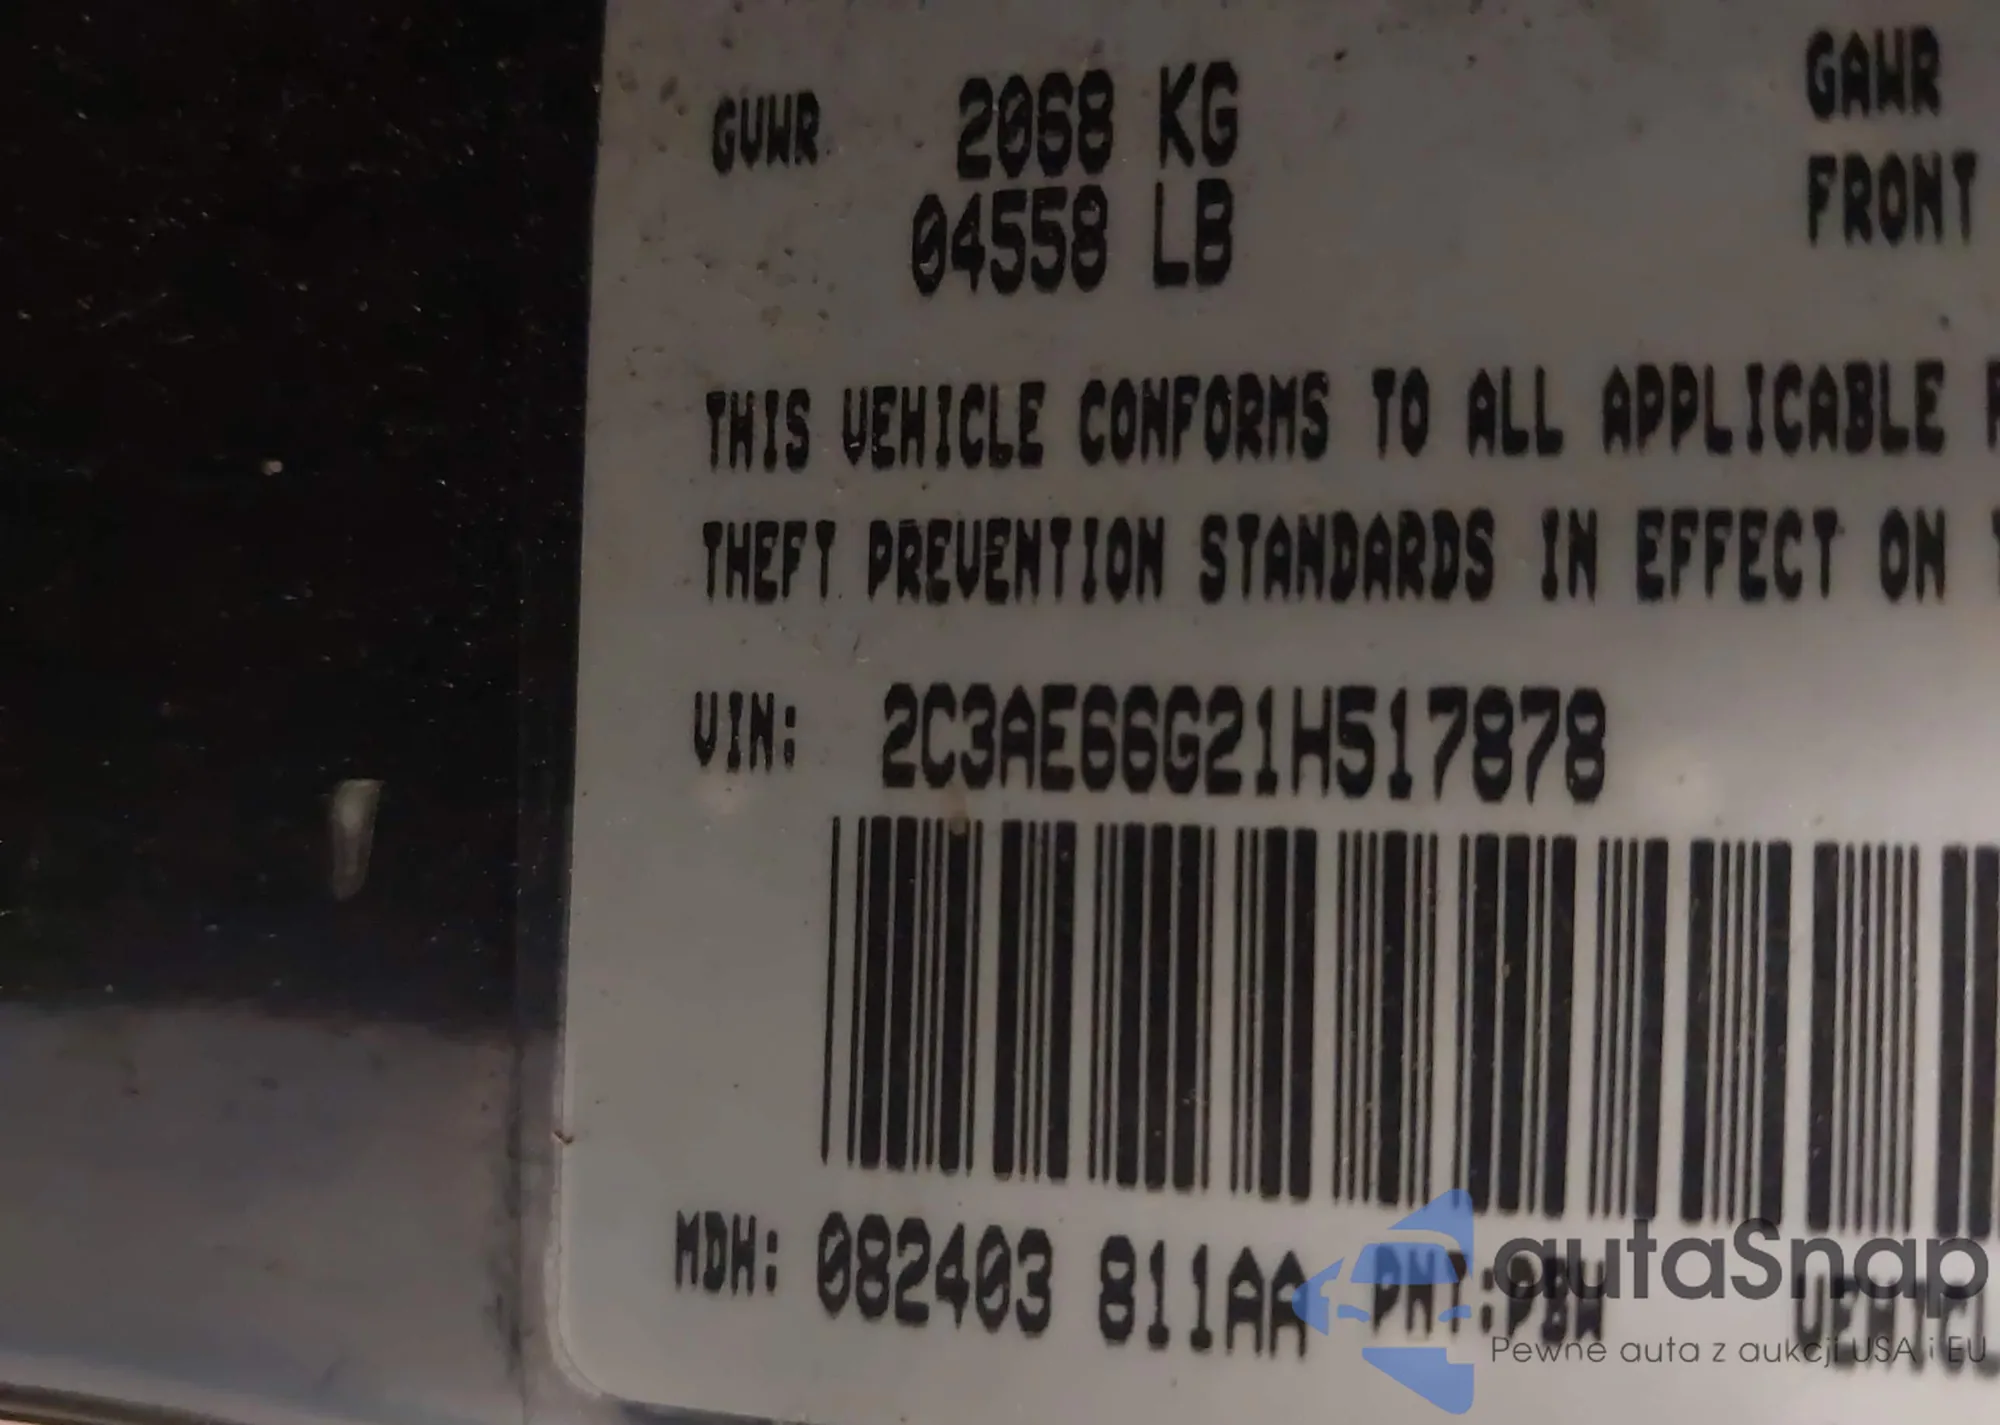 GVWR 2068 KG
04558 LB
GAWR
FRONT
THIS VEHICLE CONFORMS TO ALL APPLICABLE
THEFT PREVENTION STANDARDS IN EFFECT ON
VIN: 2C3AE66G21H517878
MDH: 082403 811AA PNT:PBW
autaSnap
Pewne auta z aukcji USA i EU